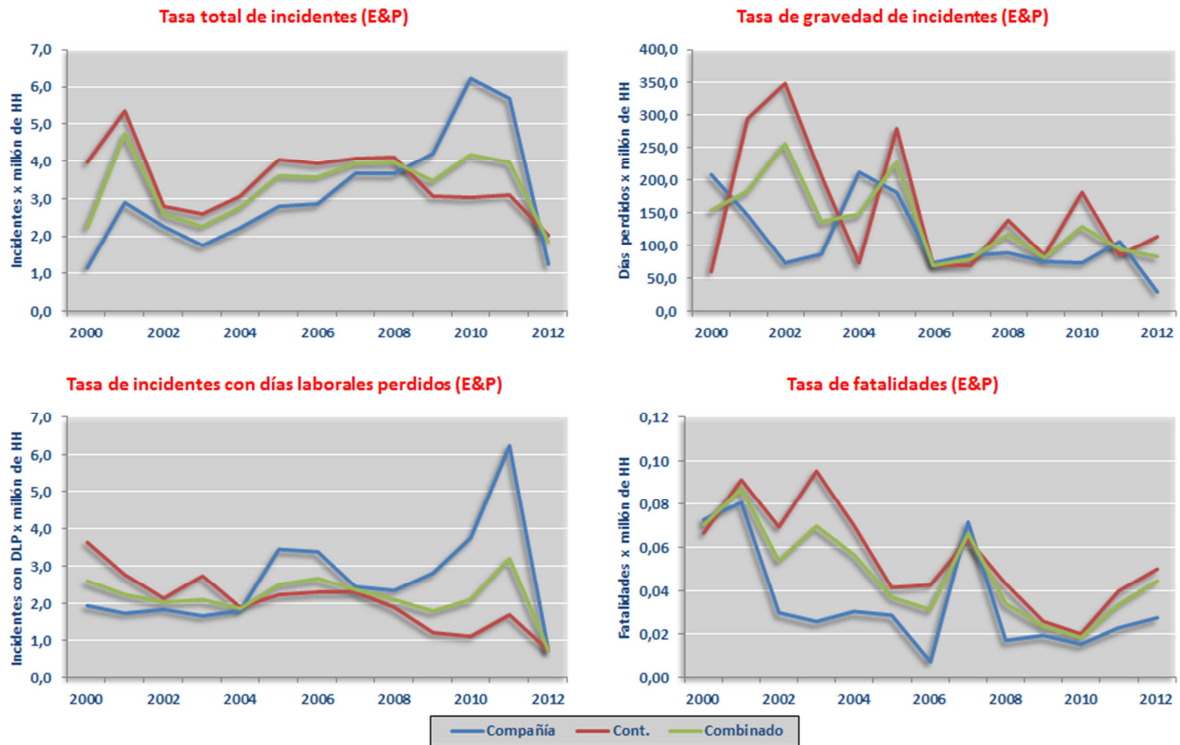 Tasa total de incidentes (E&P)
Incidentes x millón de HH
7,0
6,0
5,0
4,0
3,0
2,0
1,0
0,0
2000 2002 2004 2006 2008 2010 2012
Tasa de gravedad de incidentes (E&P)
Días perdidos x millón de HH
400,0
350,0
300,0
250,0
200,0
150,0
100,0
50,0
0,0
2000 2002 2004 2006 2008 2010 2012
Tasa de incidentes con días laborales perdidos (E&P)
Incidentes con DLP x millón de HH
7,0
6,0
5,0
4,0
3,0
2,0
1,0
0,0
2000 2002 2004 2006 2008 2010 2012
Tasa de fatalidades (E&P)
Fatalidades x millón de HH
0,12
0,10
0,08
0,06
0,04
0,02
0,00
2000 2002 2004 2006 2008 2010 2012
Compañía Cont. Combinado